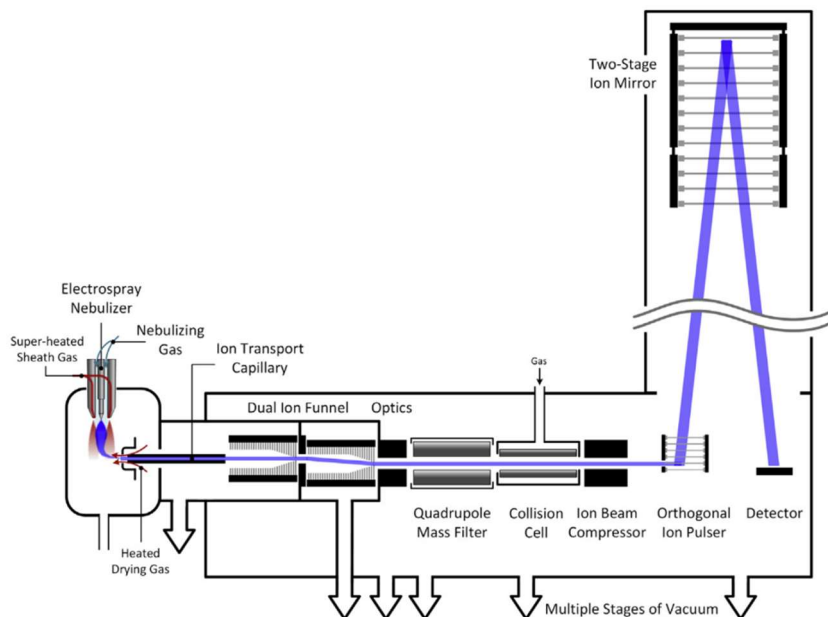 Two-Stage
Ion Mirror
Electrospray
Nebulizer
Nebulizing
Gas
Super-heated
Sheath Gas
Ion Transport
Capillary
Gas
Dual Ion Funnel
Optics
Quadrupole
Mass Filter
Collision
Cell
Ion Beam
Compressor
Orthogonal
Ion Pulser
Detector
Heated
Drying Gas
Multiple Stages of Vacuum